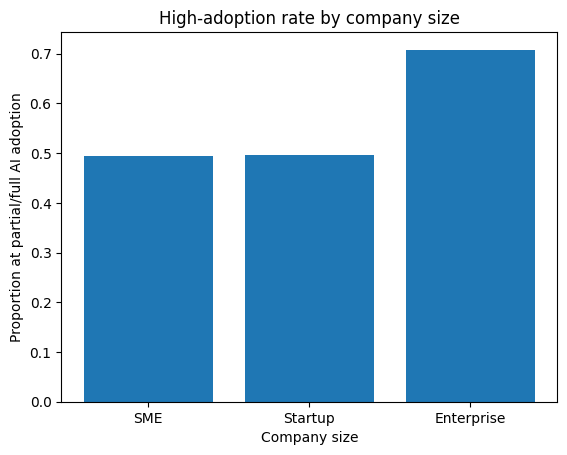 High-adoption rate by company size
Proportion at partial/full AI adoption
0.7
0.6
0.5
0.4
0.3
0.2
0.1
0.0
SME Startup Enterprise
Company size